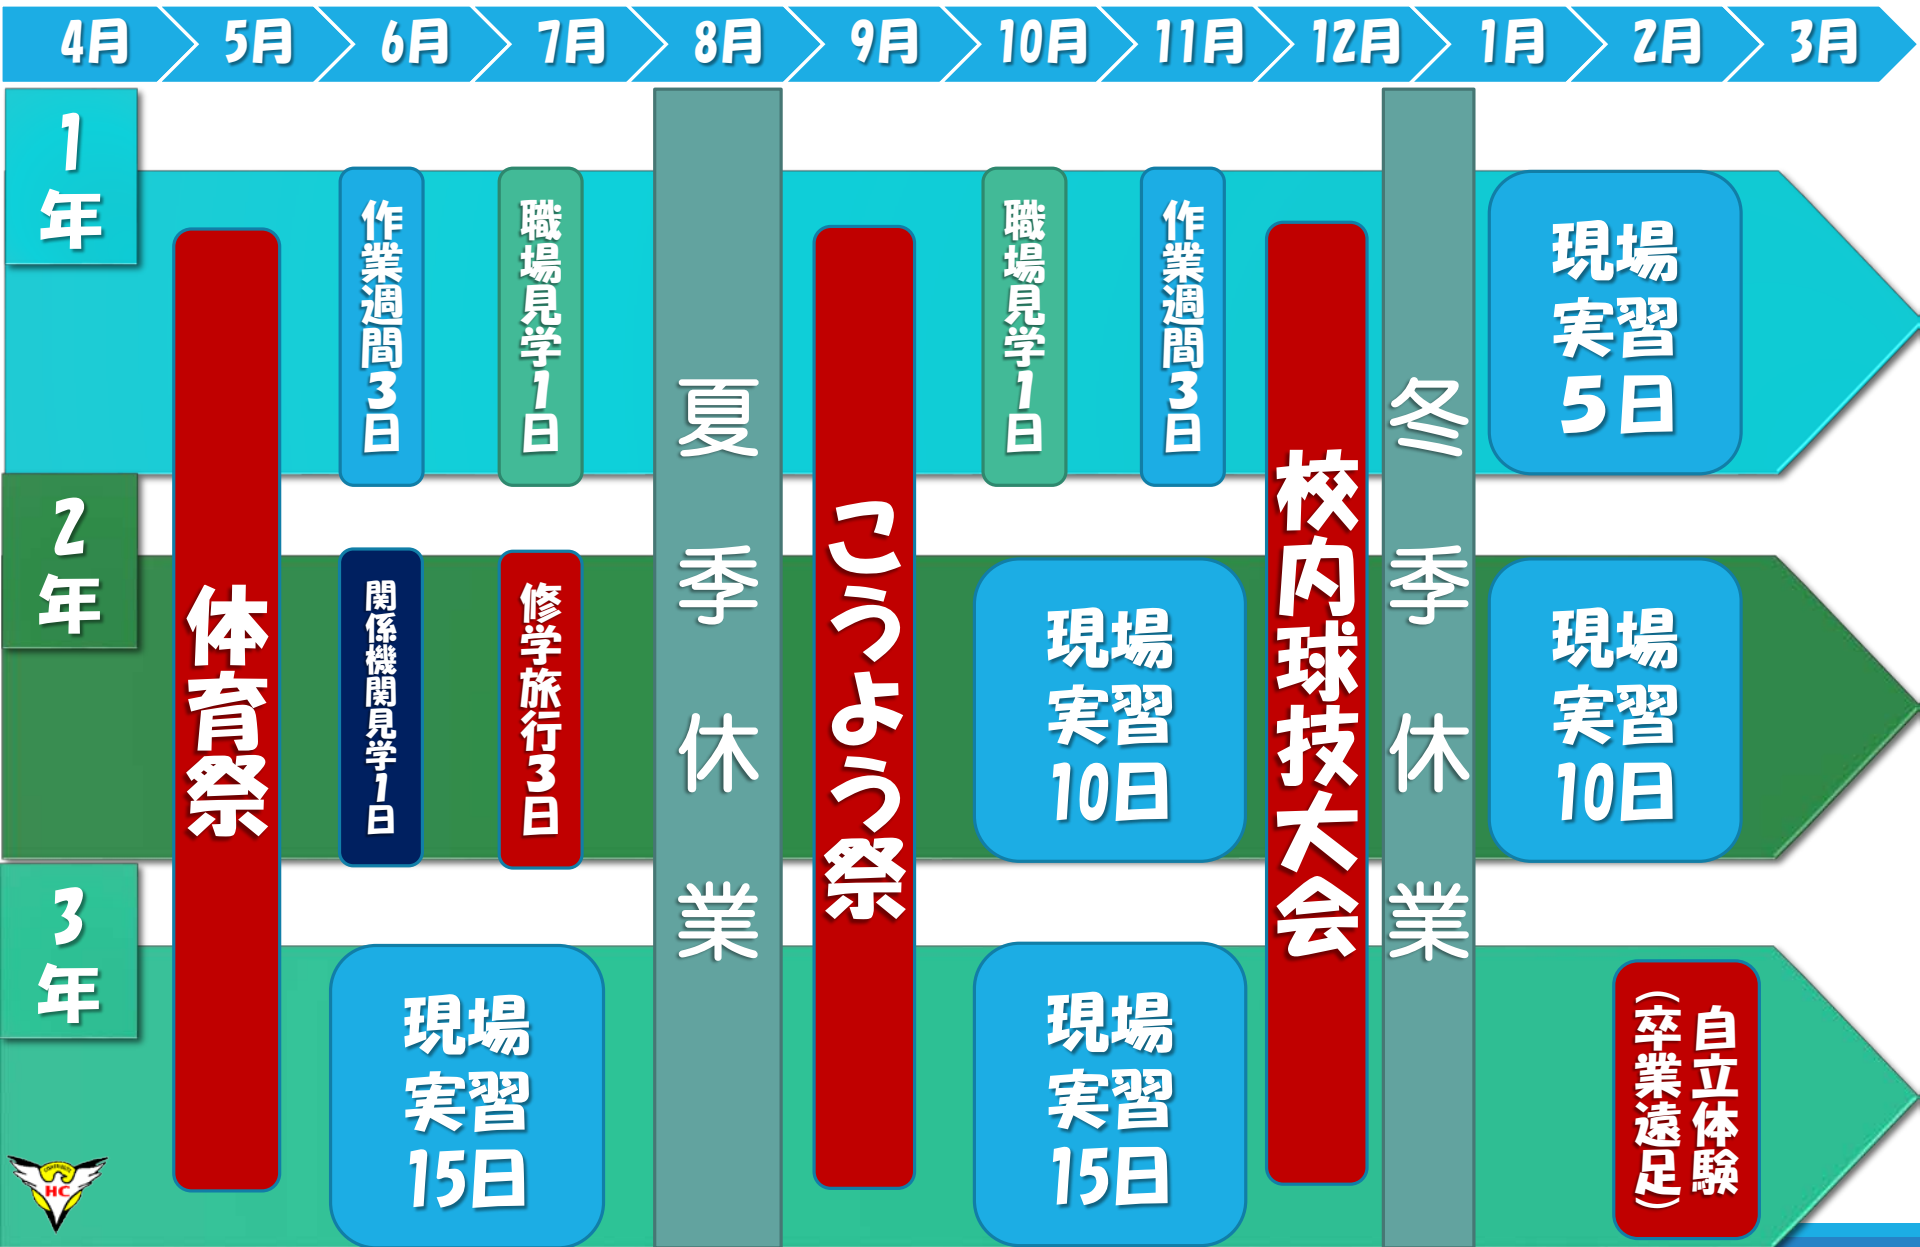 4月 5月 6月 7月 8月 9月 10月 11月 12月 1月 2月 3月
1年
作業週間3日
職場見学1日
職場見学1日
作業週間3日
現場
実習
5日
2年
関係機関見学1日
修学旅行3日
現場
実習
10日
現場
実習
10日
3年
現場
実習
15日
現場
実習
15日
自立体験
(卒業遠足)
体育祭
夏季休業
こうよう祭
校内球技大会
冬季休業
HC